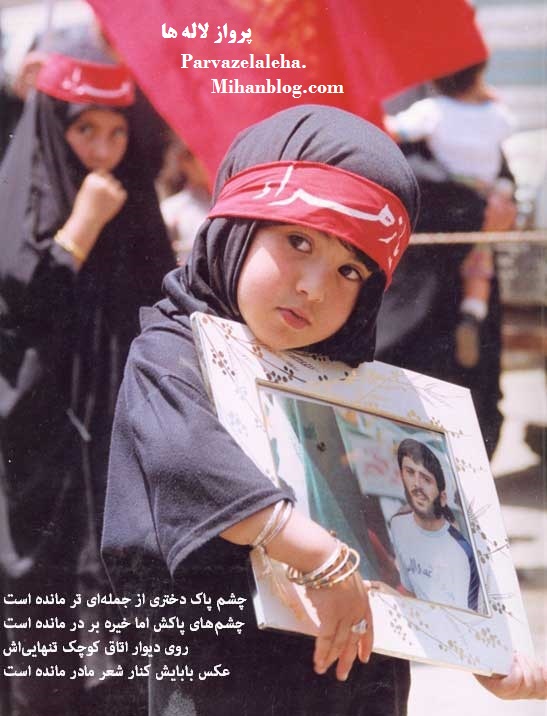 پرواز لاله ها
Parvazelaleha.
Mihanblog.com
یا زهراء
چشم پاک دختری از جمله‌ای تر مانده است
چشم‌های پاکش اما خیره بر در مانده است
روی دیوار اتاق کوچک تنهایی‌اش
عکس بابایش کنار شعر مادر مانده است